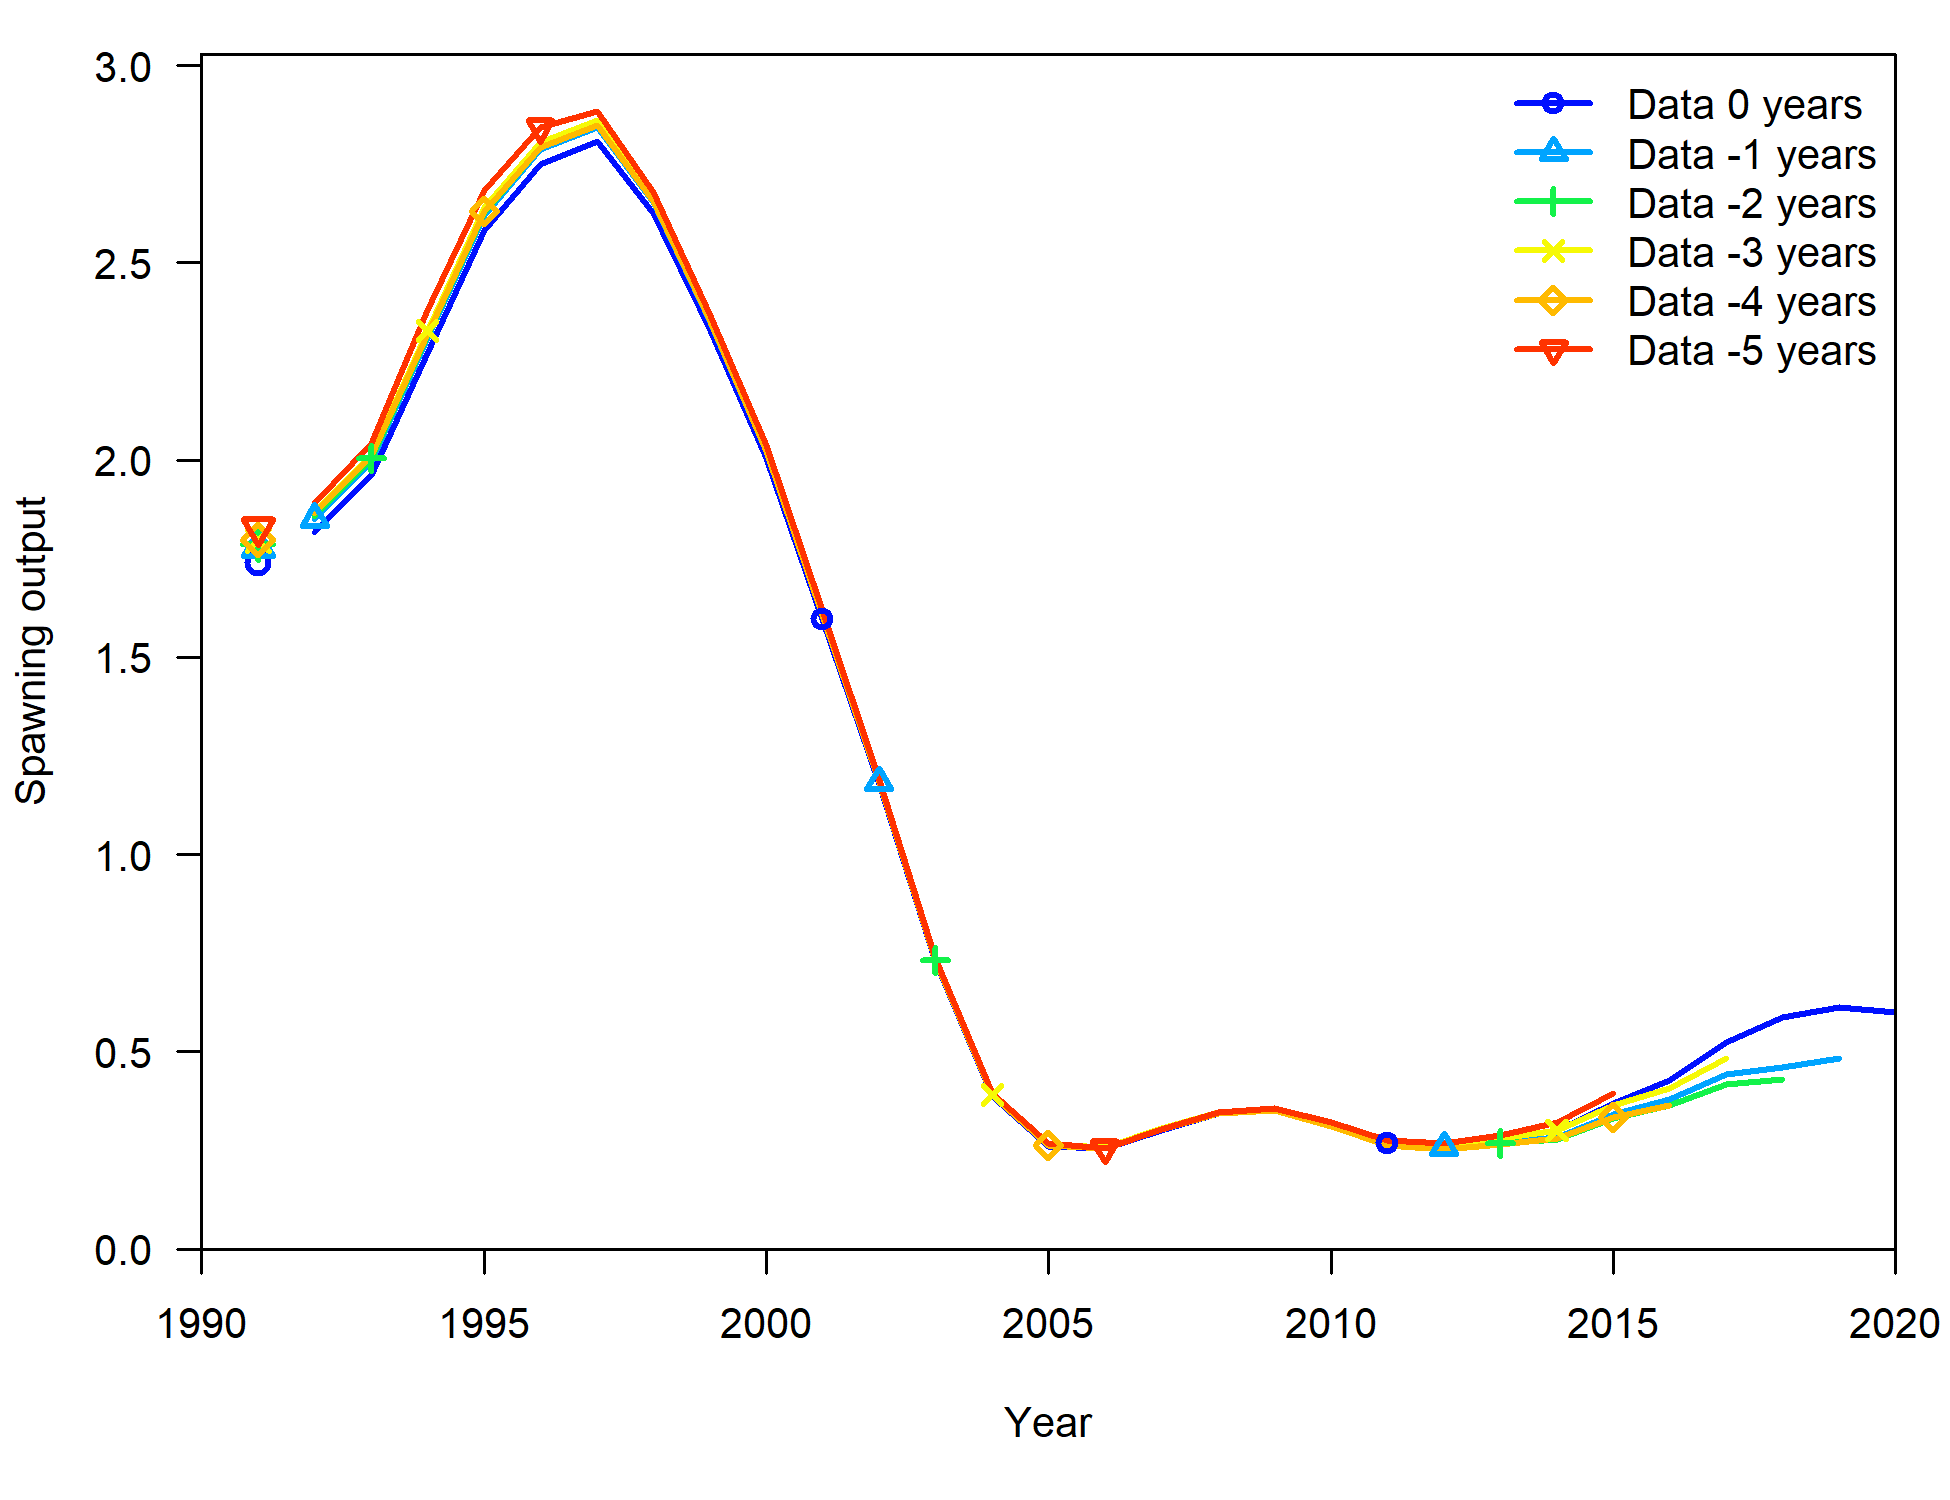 3.0
2.5
2.0
1.5
1.0
0.5
0.0
Spawning output
Data 0 years
Data -1 years
Data -2 years
Data -3 years
Data -4 years
Data -5 years
1990 1995 2000 2005 2010 2015 2020
Year